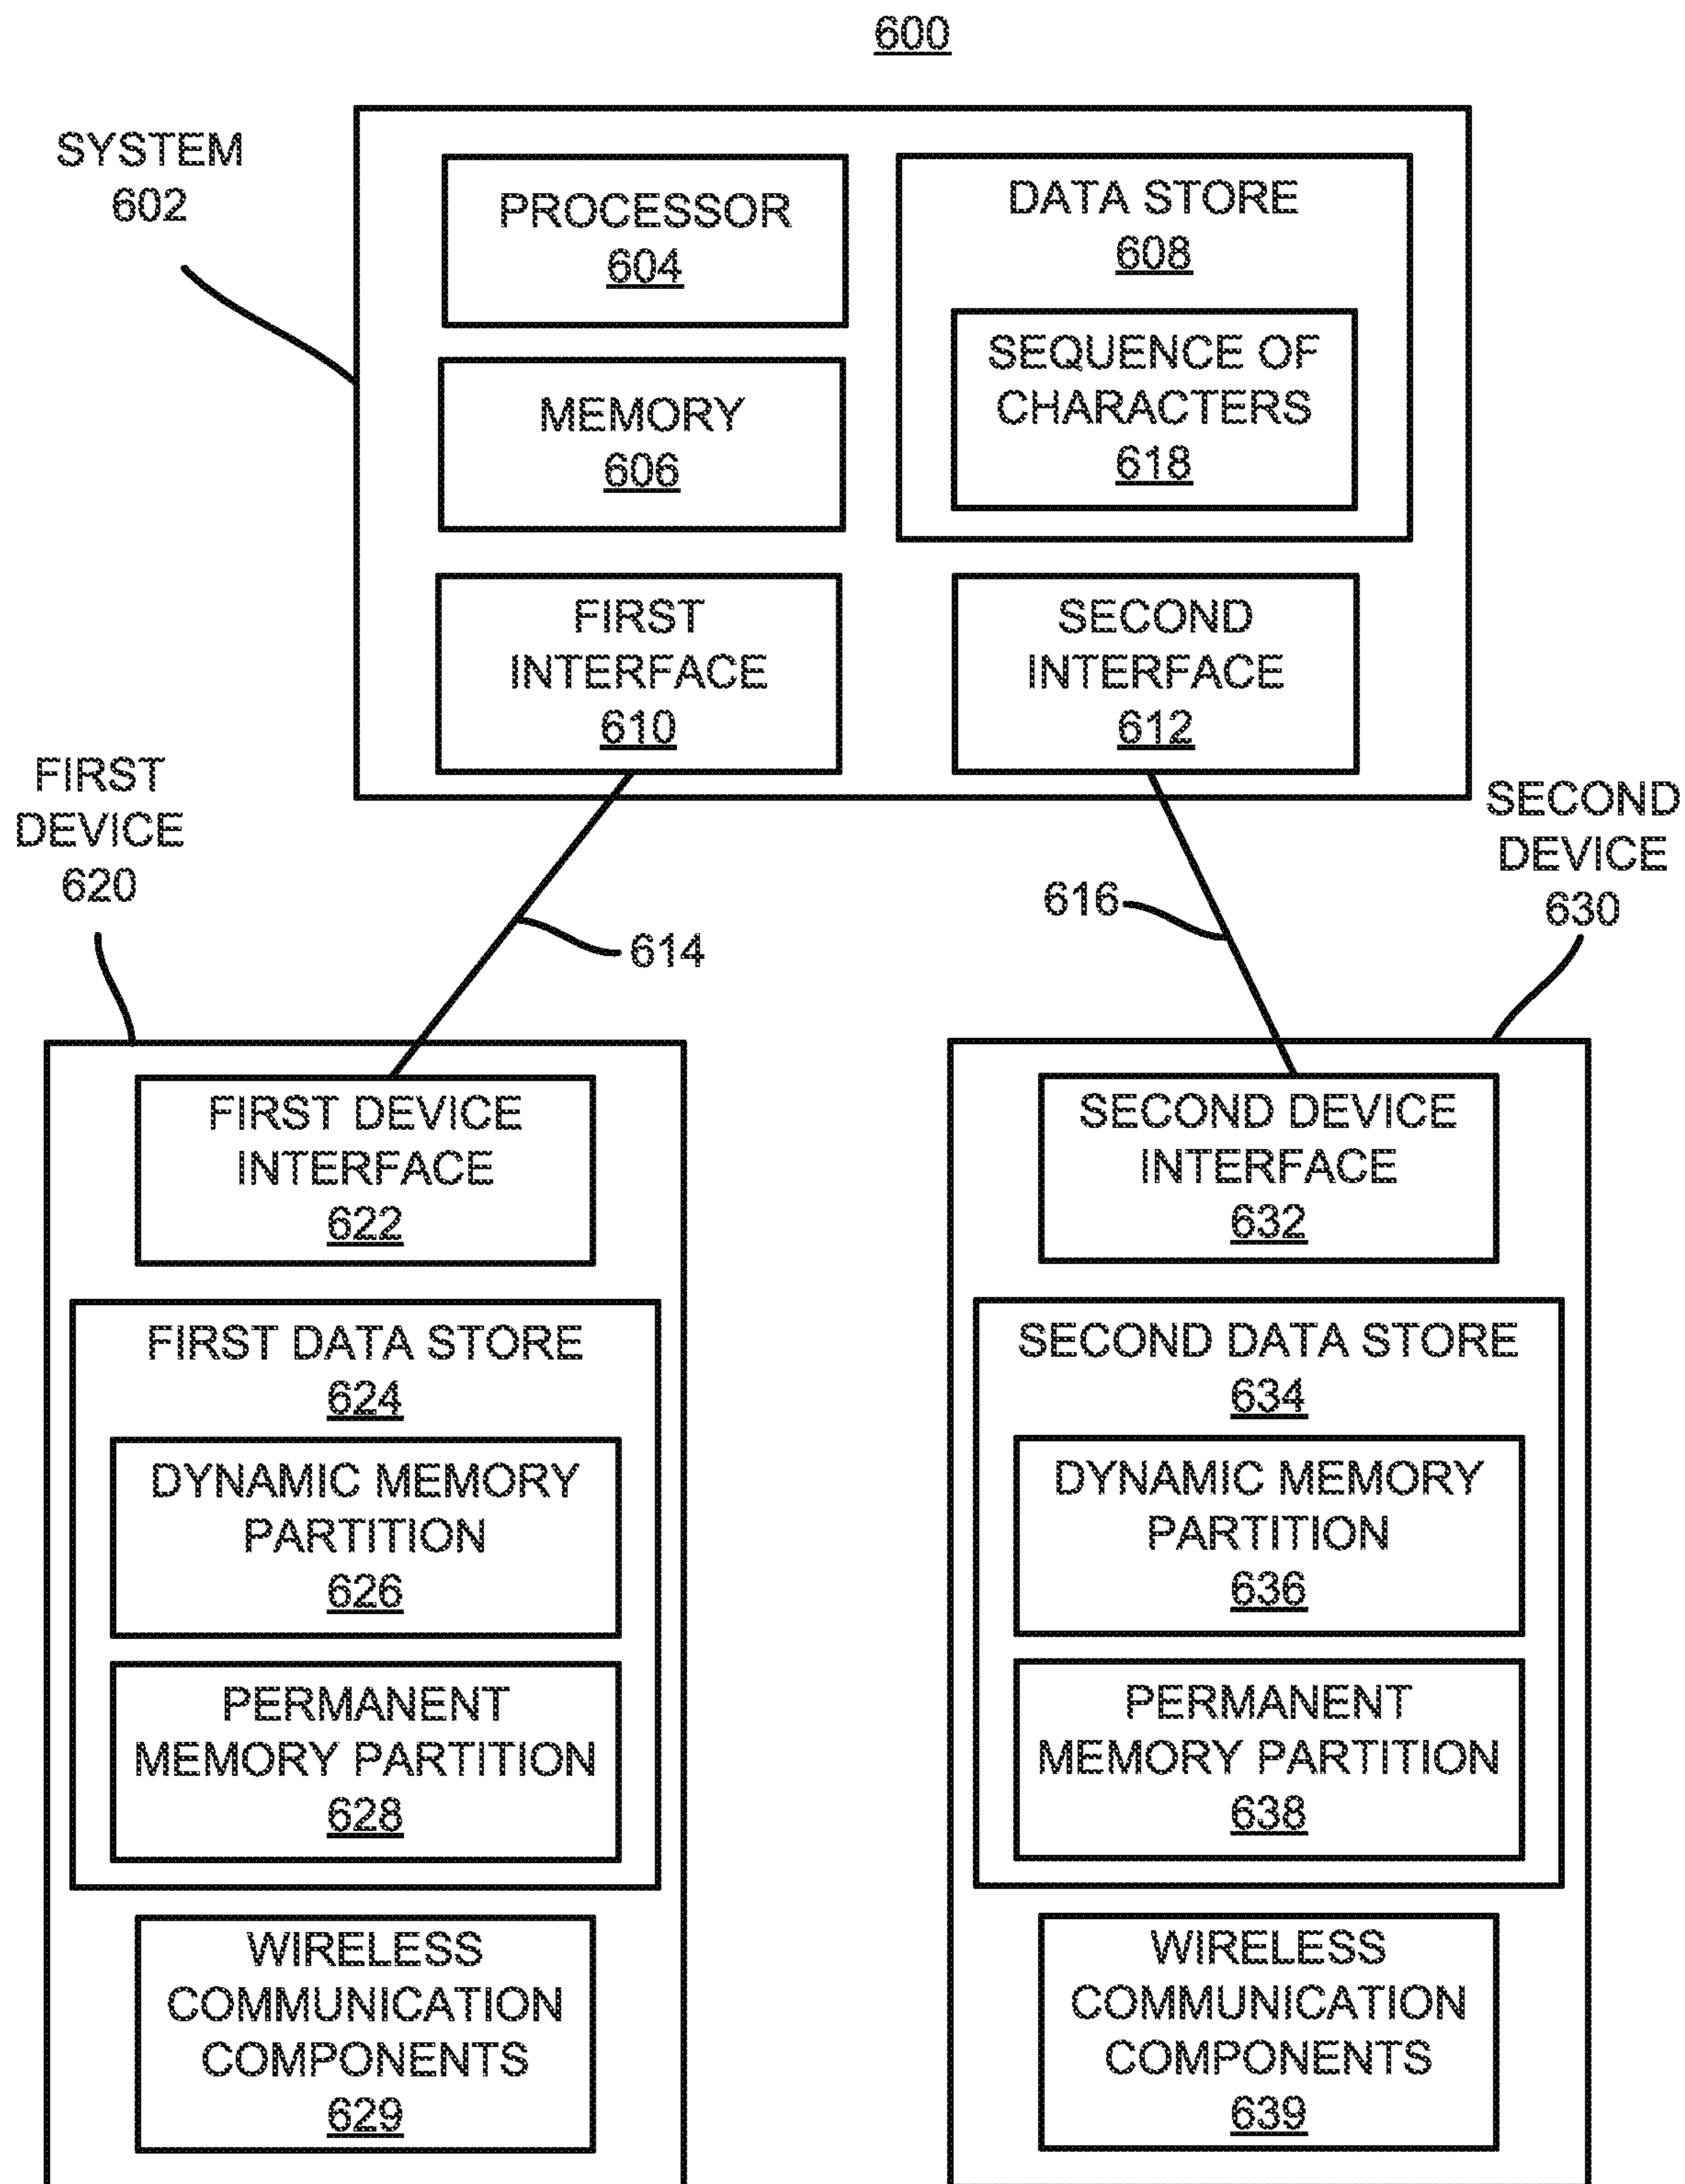 600
SYSTEM
602
PROCESSOR
604
MEMORY
606
DATA STORE
608
SEQUENCE OF
CHARACTERS
618
FIRST
INTERFACE
610
SECOND
INTERFACE
612
FIRST
DEVICE
620
614
616
SECOND
DEVICE
630
FIRST DEVICE
INTERFACE
622
FIRST DATA STORE
624
DYNAMIC MEMORY
PARTITION
626
PERMANENT
MEMORY PARTITION
628
WIRELESS
COMMUNICATION
COMPONENTS
629
SECOND DEVICE
INTERFACE
632
SECOND DATA STORE
634
DYNAMIC MEMORY
PARTITION
636
PERMANENT
MEMORY PARTITION
638
WIRELESS
COMMUNICATION
COMPONENTS
639